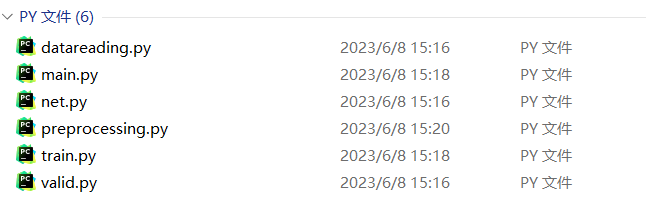 PY 文件 (6)
datareading.py 2023/6/8 15:16 PY 文件
main.py 2023/6/8 15:18 PY 文件
net.py 2023/6/8 15:16 PY 文件
preprocessing.py 2023/6/8 15:20 PY 文件
train.py 2023/6/8 15:18 PY 文件
valid.py 2023/6/8 15:16 PY 文件